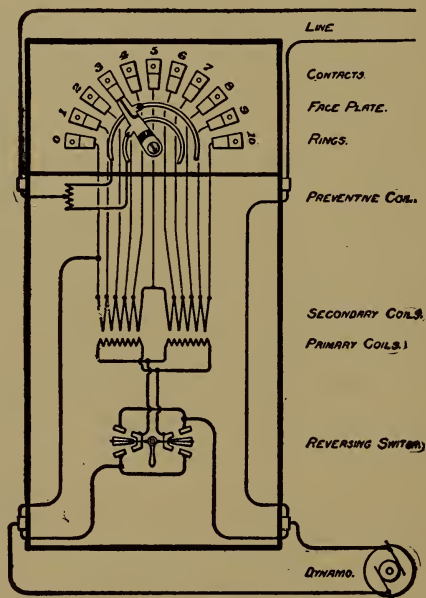 LINE
CONTACTS.
FACE PLATE.
RINGS.
PREVENTIVE COIL.
SECONDARY COILS.
PRIMARY COILS.
REVERSING SWITCH,
DYNAMO.
0
1
2
3
4
5
6
7
8
9
10